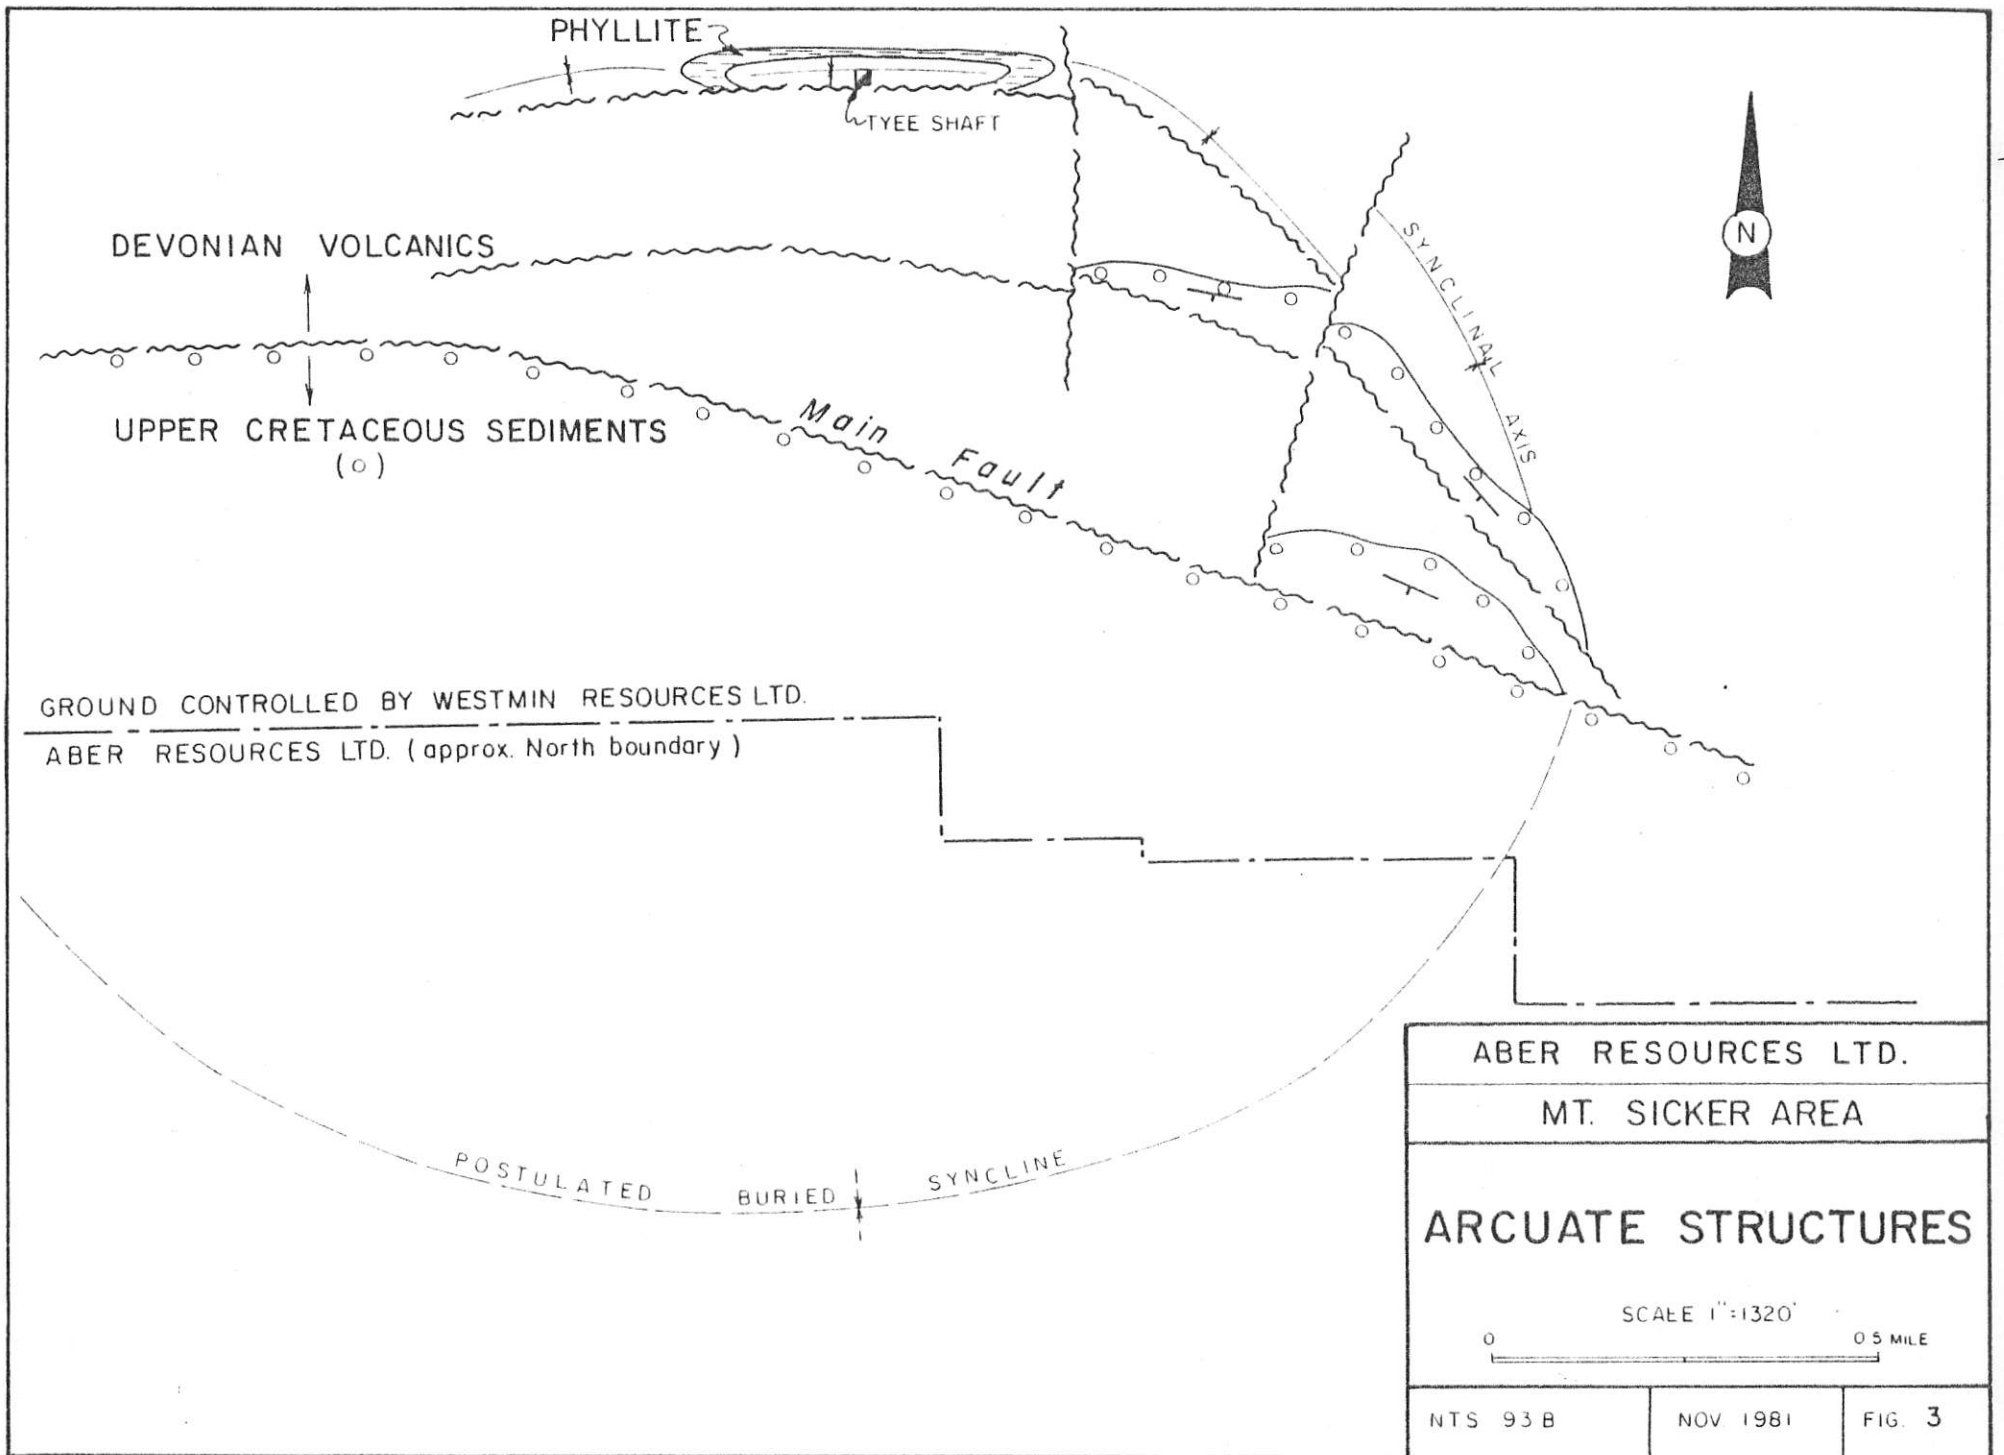 PHYLLITE
TYEE SHAFT
N
DEVONIAN VOLCANICS
UPPER CRETACEOUS SEDIMENTS
(o)
SYNCLINAL AXIS
Main Fault
GROUND CONTROLLED BY WESTMIN RESOURCES LTD.
ABER RESOURCES LTD. (approx. North boundary)
POSTULATED BURIED SYNCLINE
ABER RESOURCES LTD.
MT. SICKER AREA
ARCUATE STRUCTURES
SCALE 1":1320'
0 0 5 MILE
NTS 93 B NOV. 1981 FIG. 3